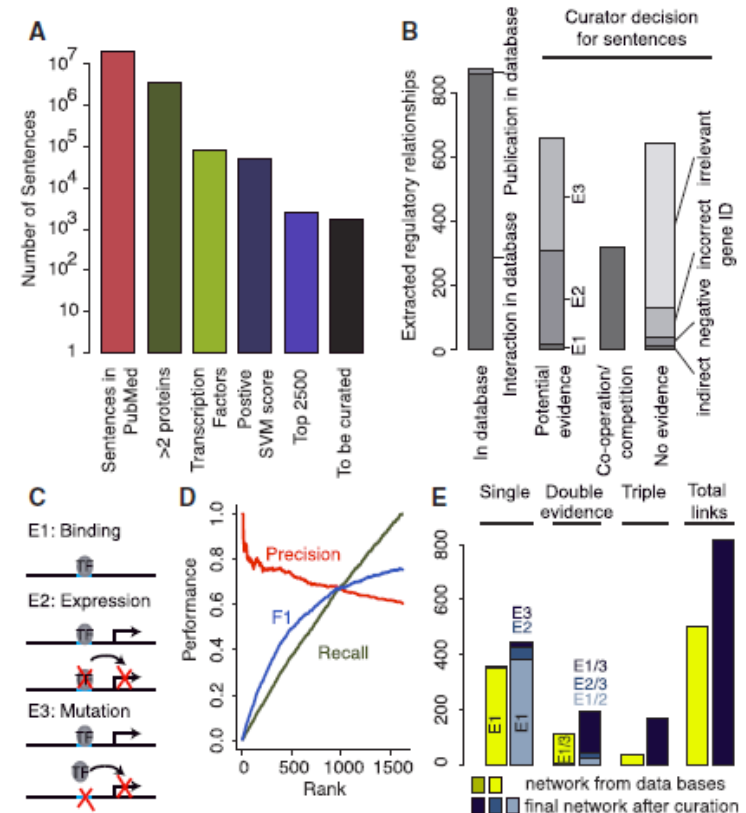 A
Number of Sentences
10^7
10^6
10^5
10^4
10^3
10^2
10
1
Sentences in
PubMed
>2 proteins
Transcription
Factors
Postive
SVM score
Top 2500
To be curated
B
Curator decision
for sentences
Extracted regulatory relationships
0
200
400
600
800
Interaction in database
Publication in database
E3
E2
E1
indirect
negative
incorrect
gene ID
irrelevant
In database
Potential
evidence
Co-operation/
competition
No evidence
C
E1: Binding
TF
E2: Expression
TF
TF
E3: Mutation
TF
TF
D
Performance
0.0
0.2
0.4
0.6
0.8
1.0
Precision
F1
Recall
0
500
1000
1500
Rank
E
Single
Double
evidence
Triple
Total
links
0
200
400
600
800
E3
E2
E1
E1
E1/3
E2/3
E1/2
E1/3
network from data bases
final network after curation